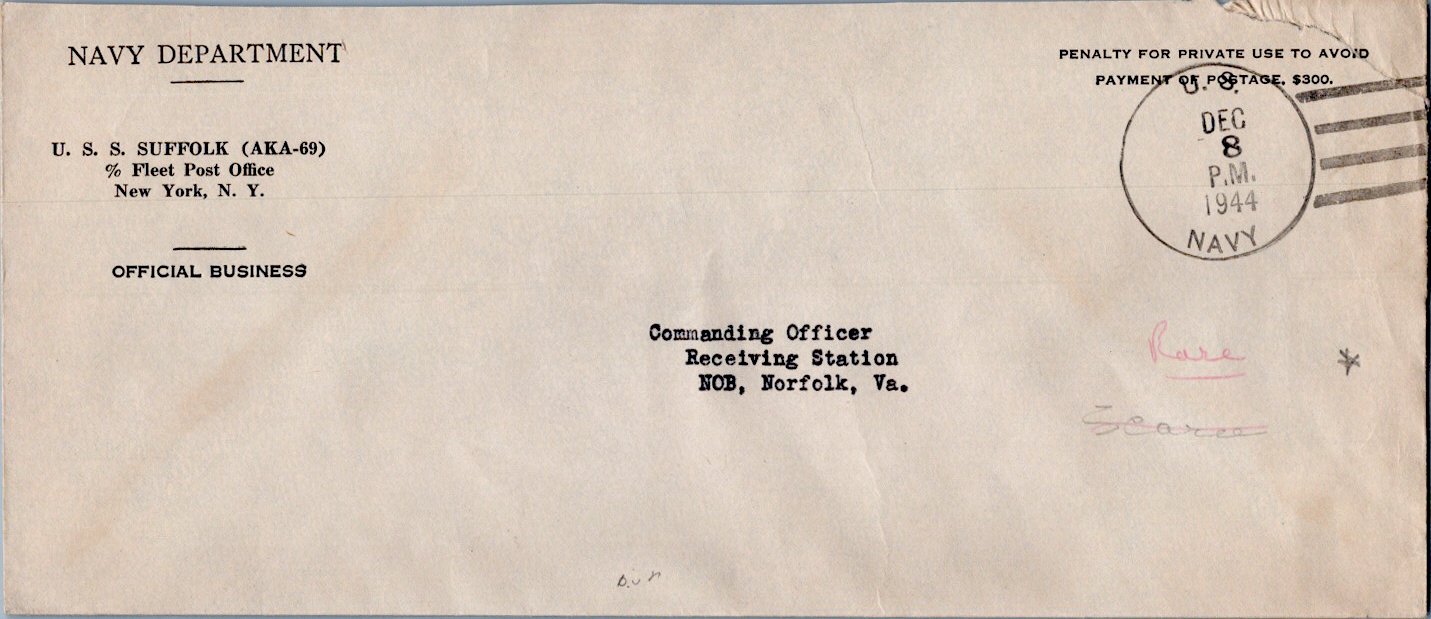 NAVY DEPARTMENT
U. S. S. SUFFOLK (AKA-69)
% Fleet Post Office
New York, N. Y.
OFFICIAL BUSINESS
PENALTY FOR PRIVATE USE TO AVOID
PAYMENT OF POSTAGE, $300.
U. S.
DEC
8
P.M.
1944
NAVY
Commanding Officer
Receiving Station
NOB, Norfolk, Va.
Rare
Scarce